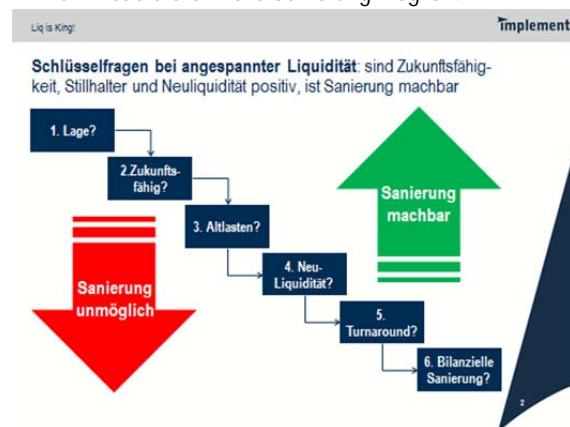 Liq is King!
implement
Schlüsselfragen bei angespannter Liquidität: sind Zukunftsfähig-
keit, Stillhalter und Neuliquidität positiv, ist Sanierung machbar
1. Lage?
2.Zukunfts-
fähig?
3. Altlasten?
4. Neu-
Liquidität?
5.
Turnaround?
6. Bilanzielle
Sanierung?
Sanierung
machbar
Sanierung
unmöglich
2